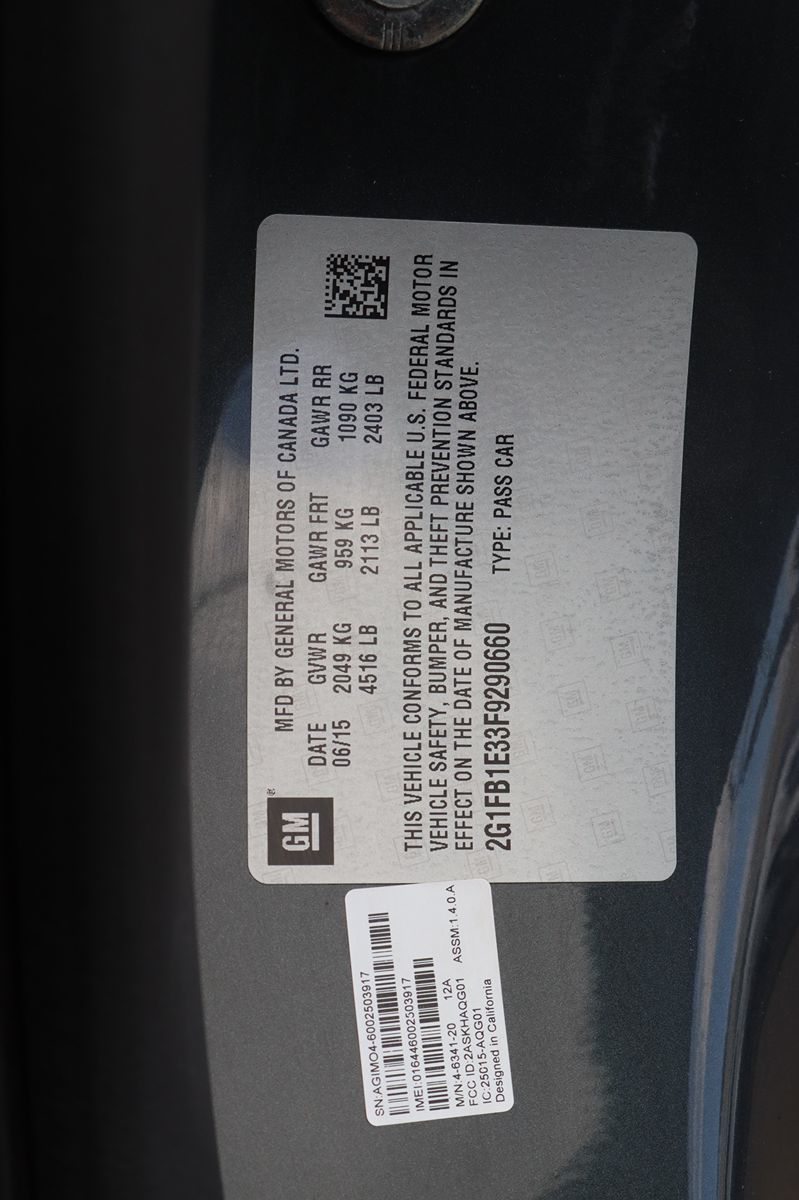 MFD BY GENERAL MOTORS OF CANADA LTD.
DATE GVWR GAWR FRT GAWR RR
06/15 2049 KG 959 KG 1090 KG
4516 LB 2113 LB 2403 LB
GM®
THIS VEHICLE CONFORMS TO ALL APPLICABLE U.S. FEDERAL MOTOR
VEHICLE SAFETY, BUMPER, AND THEFT PREVENTION STANDARDS IN
EFFECT ON THE DATE OF MANUFACTURE SHOWN ABOVE.
2G1FB1E33F9290660 TYPE: PASS CAR
SN:AGIMO4-6002503917
IMEI:016446002503917
M/N:4-6341-20 12A ASSM:1.4.0.A
FCC ID:2ASKHAQG01
IC:25015-AQG01
Designed in California